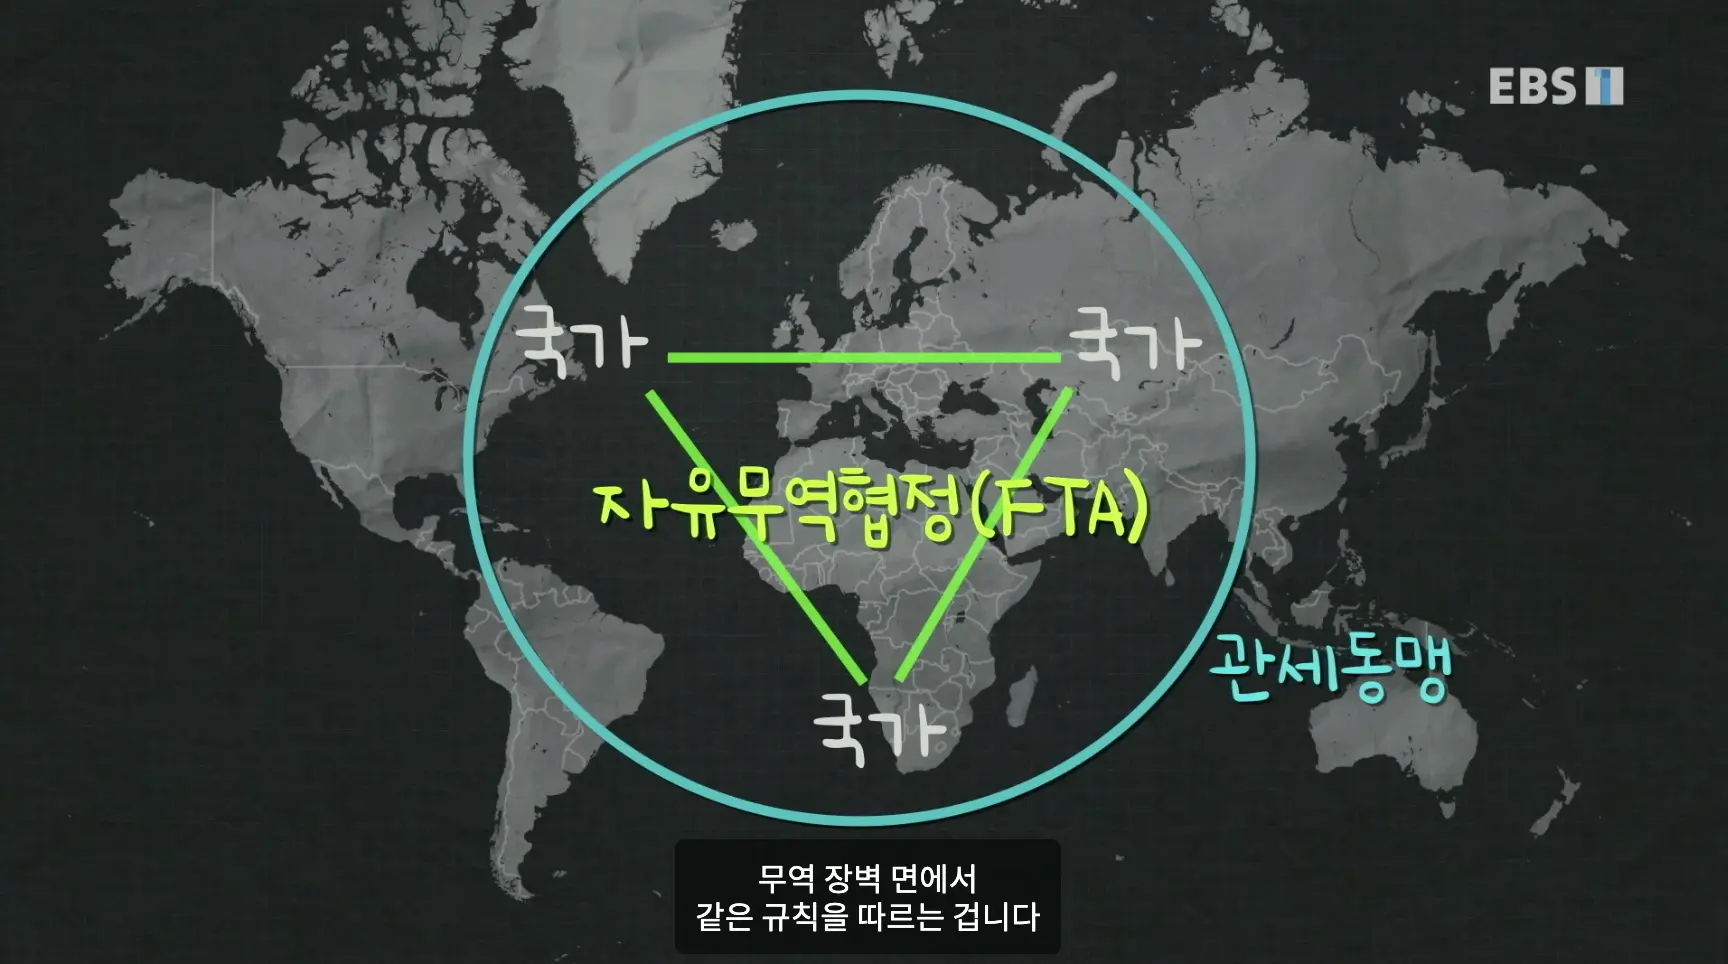 EBS 1
국가
국가
자유무역협정(FTA)
관세동맹
국가
무역 장벽 면에서
같은 규칙을 따르는 겁니다